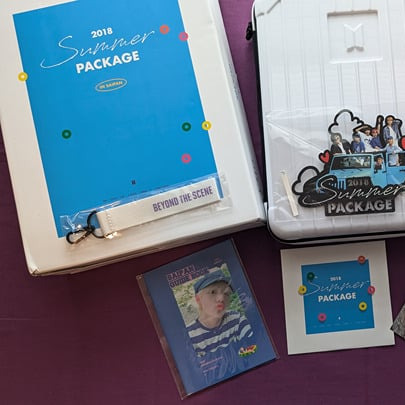 2018
Summer
PACKAGE
IN SAIPAN
BEYOND THE SCENE
2018
Summer
PACKAGE
SAIPAN
GUIDE BOOK
2018
Summer
PACKAGE